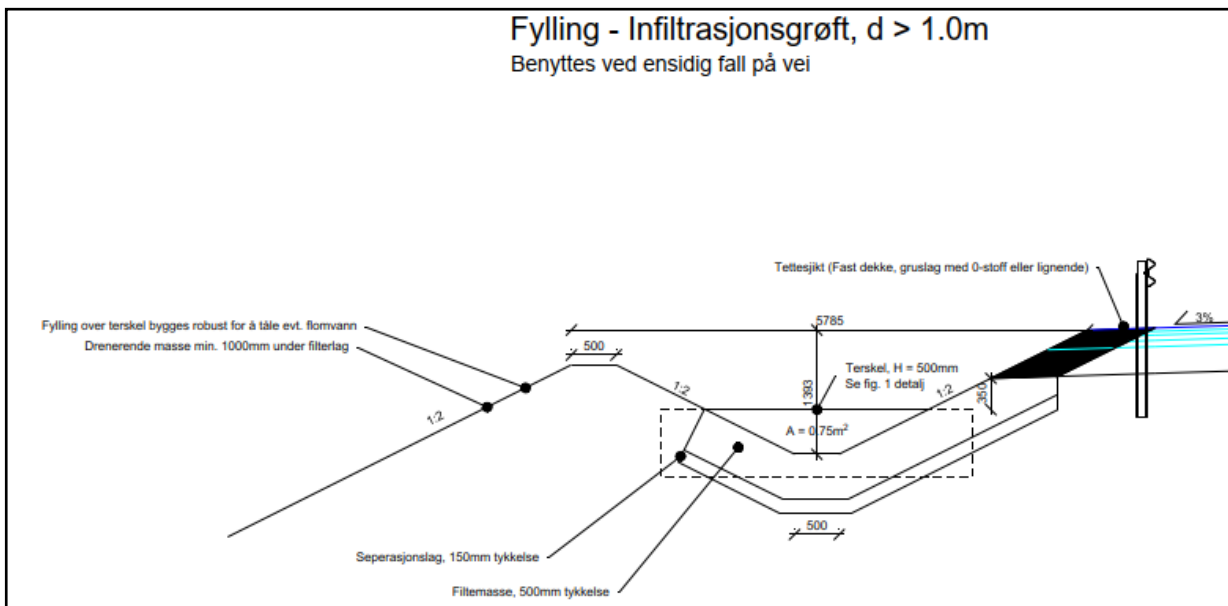 Fylling - Infiltrasjonsgrøft, d > 1.0m
Benyttes ved ensidig fall på vei
Tettesjikt (Fast dekke, gruslag med 0-stoff eller lignende)
3%
5785
Fylling over terskel bygges robust for å tåle evt. flomvann
Drenerende masse min. 1000mm under filterlag
500
1:2
1393
Terskel, H = 500mm
Se fig. 1 detalj
1:2
350
1:2
A = 0.75m²
500
Seperasjonslag, 150mm tykkelse
Filtemasse, 500mm tykkelse